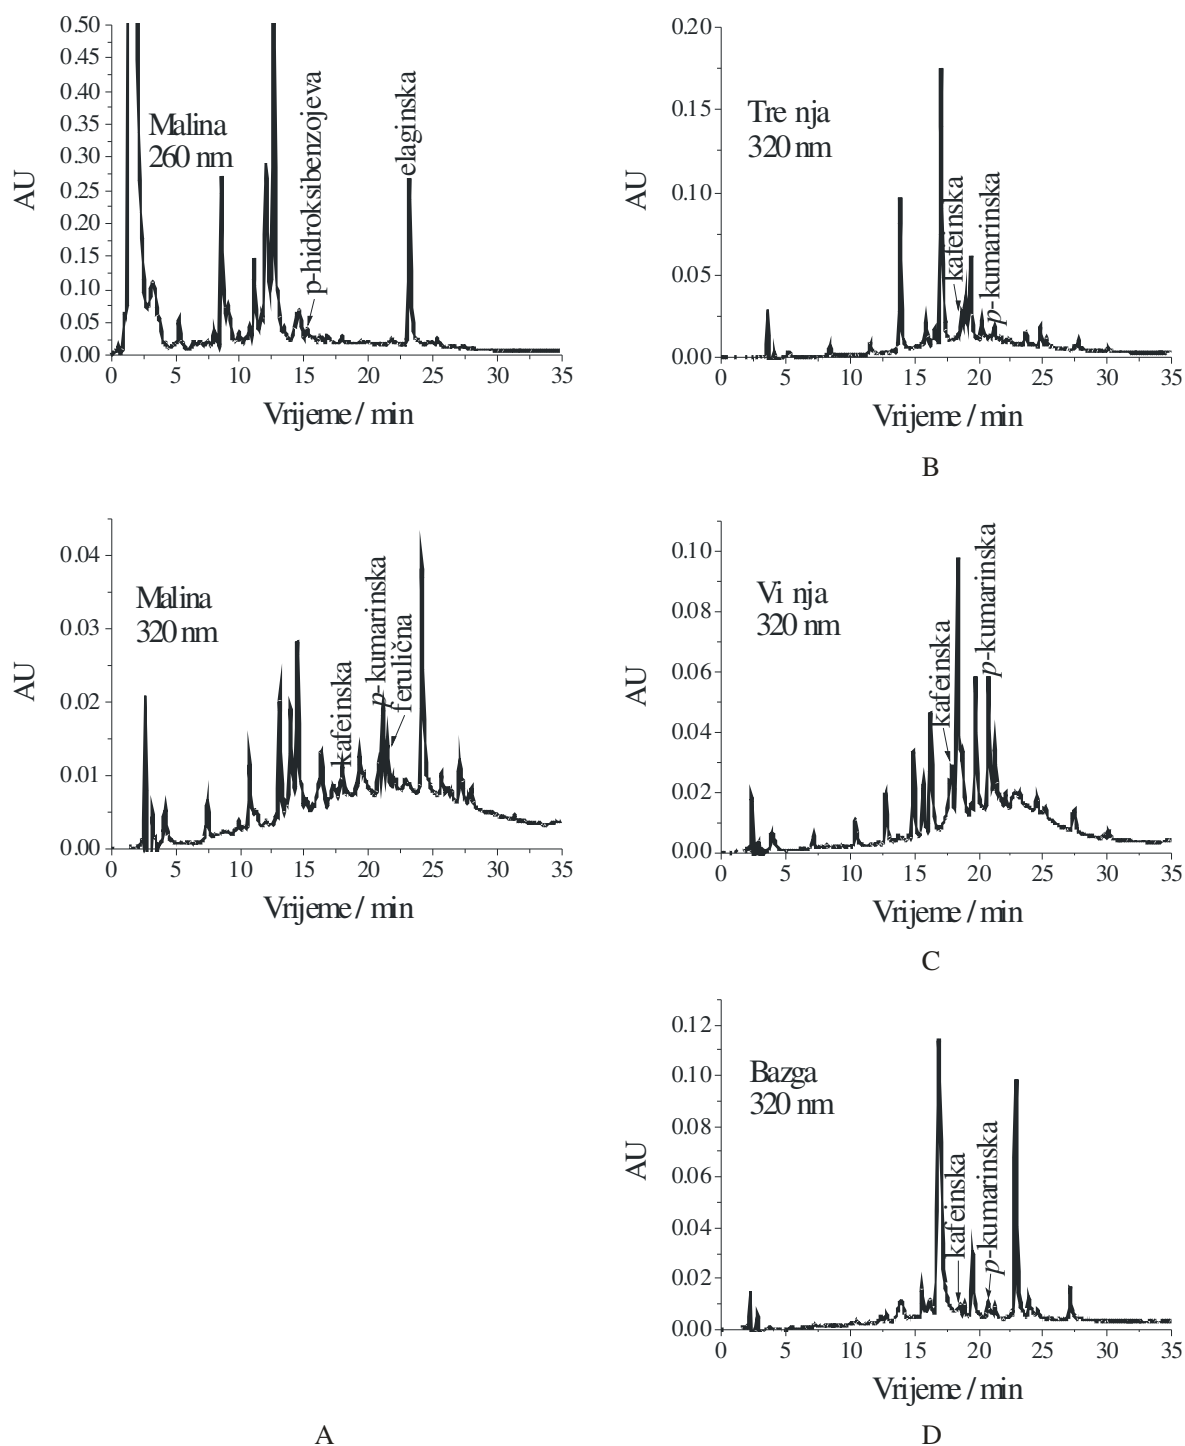 0.50
0.45
0.40
0.35
0.30
0.25
0.20
0.15
0.10
0.05
0.00
AU
Malina
260 nm
p-hidroksibenzojeva
elaginska
0 5 10 15 20 25 30 35
Vrijeme / min
0.20
0.15
0.10
0.05
0.00
AU
Tre nja
320 nm
kafeinska
p-kumarinska
0 5 10 15 20 25 30 35
Vrijeme / min
B
0.04
0.03
0.02
0.01
0.00
AU
Malina
320 nm
kafeinska
p-kumarinska
ferulična
0 5 10 15 20 25 30 35
Vrijeme / min
0.10
0.08
0.06
0.04
0.02
0.00
AU
Vi nja
320 nm
kafeinska
p-kumarinska
0 5 10 15 20 25 30 35
Vrijeme / min
C
0.12
0.10
0.08
0.06
0.04
0.02
0.00
AU
Bazga
320 nm
kafeinska
p-kumarinska
0 5 10 15 20 25 30 35
Vrijeme / min
A
D